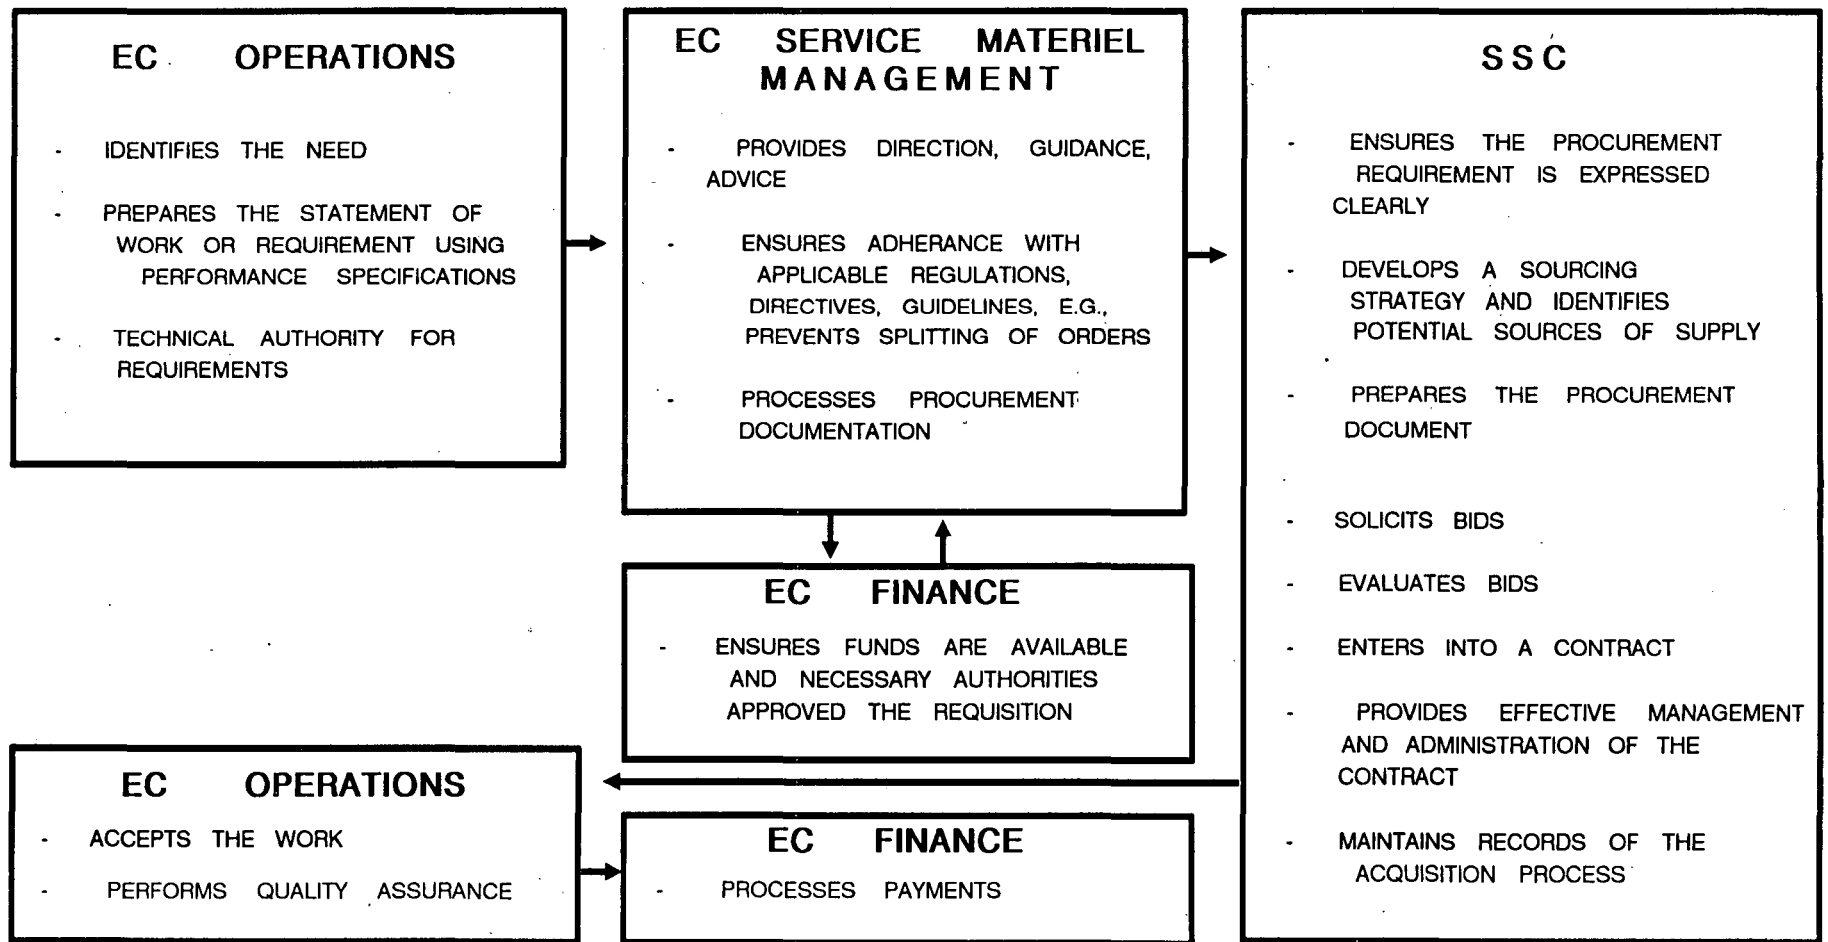 EC OPERATIONS
- IDENTIFIES THE NEED
- PREPARES THE STATEMENT OF
WORK OR REQUIREMENT USING
PERFORMANCE SPECIFICATIONS
- TECHNICAL AUTHORITY FOR
REQUIREMENTS
EC SERVICE MATERIEL
MANAGEMENT
- PROVIDES DIRECTION, GUIDANCE,
ADVICE
- ENSURES ADHERANCE WITH
APPLICABLE REGULATIONS,
DIRECTIVES, GUIDELINES, E.G.,
PREVENTS SPLITTING OF ORDERS
- PROCESSES PROCUREMENT
DOCUMENTATION
EC FINANCE
- ENSURES FUNDS ARE AVAILABLE
AND NECESSARY AUTHORITIES
APPROVED THE REQUISITION
SSC
- ENSURES THE PROCUREMENT
REQUIREMENT IS EXPRESSED
CLEARLY
- DEVELOPS A SOURCING
STRATEGY AND IDENTIFIES
POTENTIAL SOURCES OF SUPPLY
- PREPARES THE PROCUREMENT
DOCUMENT
- SOLICITS BIDS
- EVALUATES BIDS
- ENTERS INTO A CONTRACT
- PROVIDES EFFECTIVE MANAGEMENT
AND ADMINISTRATION OF THE
CONTRACT
- MAINTAINS RECORDS OF THE
ACQUISITION PROCESS
EC OPERATIONS
- ACCEPTS THE WORK
- PERFORMS QUALITY ASSURANCE
EC FINANCE
- PROCESSES PAYMENTS